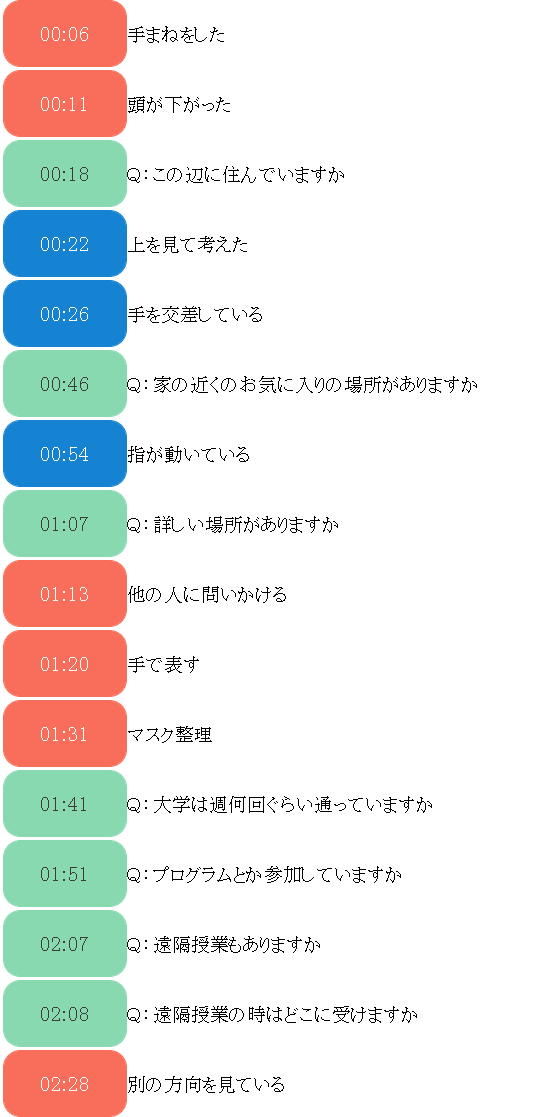 00:06 手まねをした
00:11 頭が下がった
00:18 Q：この辺に住んでいますか
00:22 上を見て考えた
00:26 手を交差している
00:46 Q：家の近くのお気に入りの場所がありますか
00:54 指が動いている
01:07 Q：詳しい場所がありますか
01:13 他の人に問いかける
01:20 手で表す
01:31 マスク整理
01:41 Q：大学は週何回ぐらい通っていますか
01:51 Q：プログラムとか参加していますか
02:07 Q：遠隔授業もありますか
02:08 Q：遠隔授業の時はどこに受けますか
02:28 別の方向を見ている